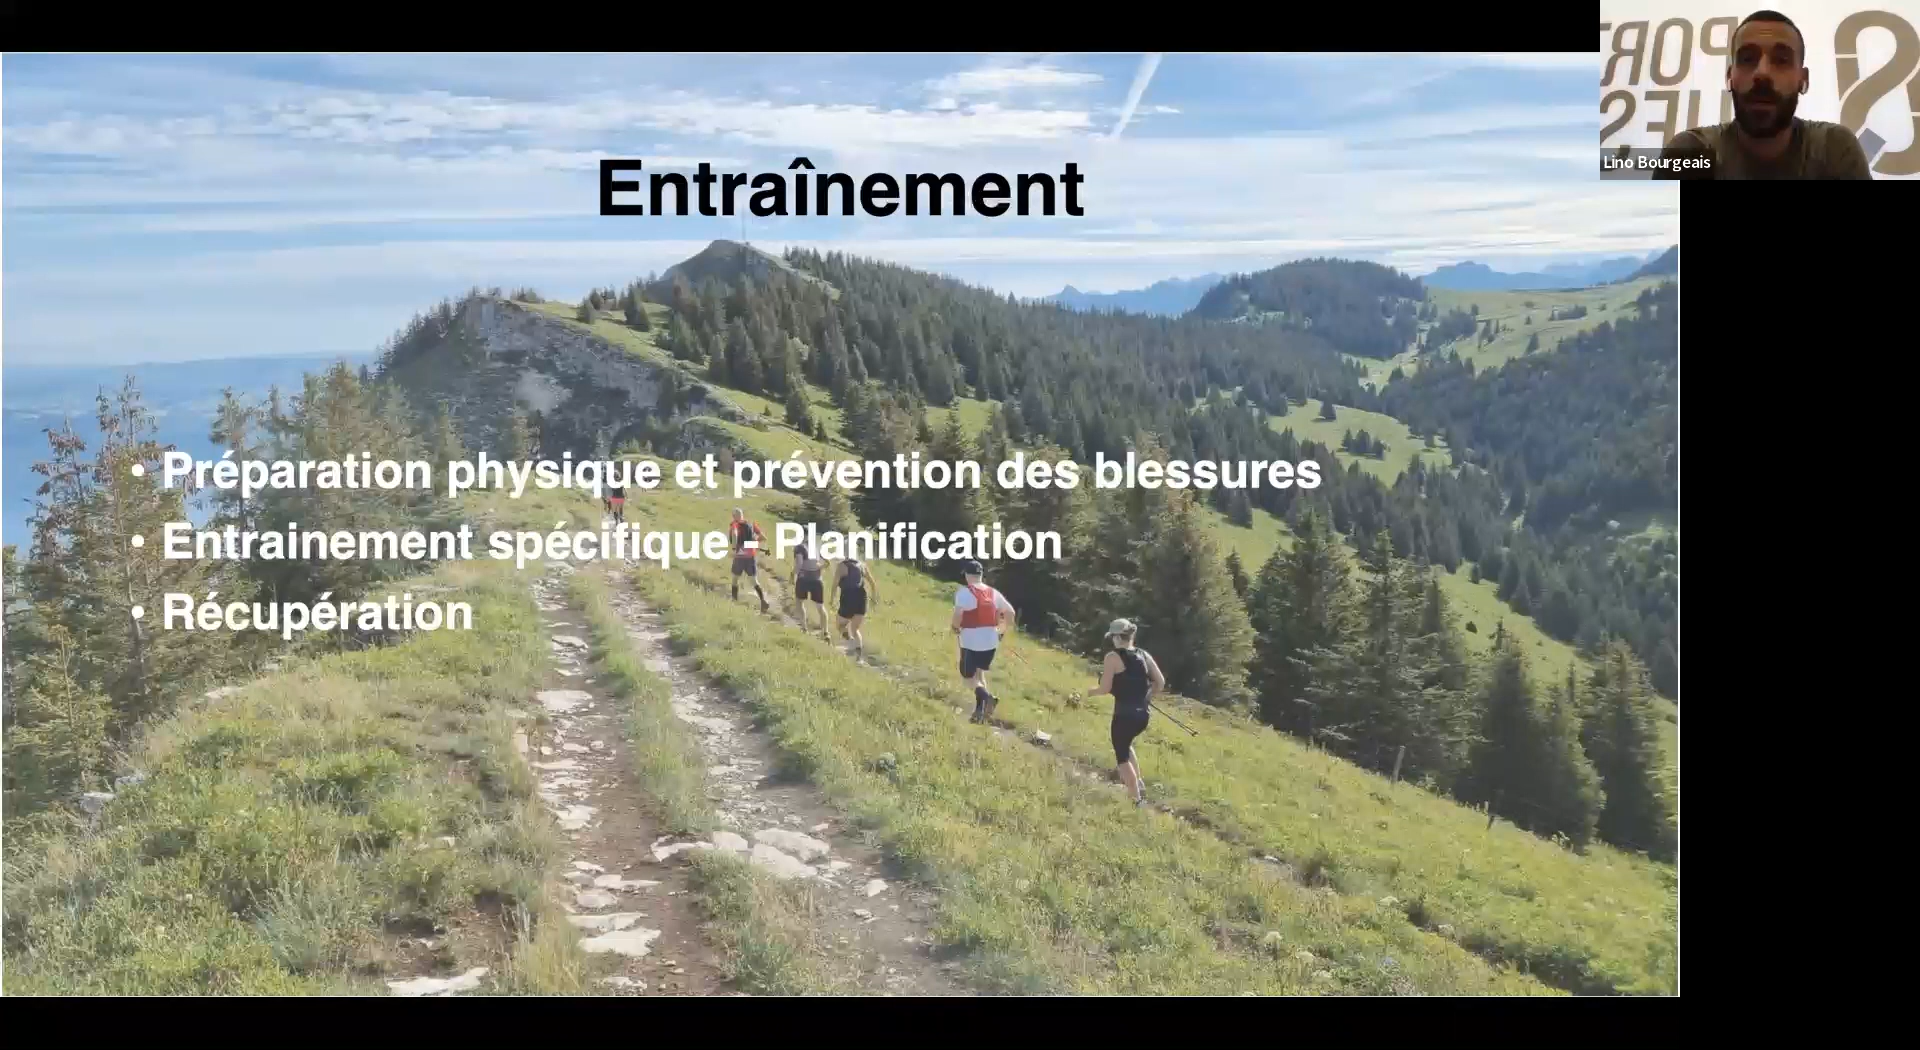 Entraînement
• Préparation physique et prévention des blessures
• Entrainement spécifique - Planification
• Récupération
Lino Bourgeais